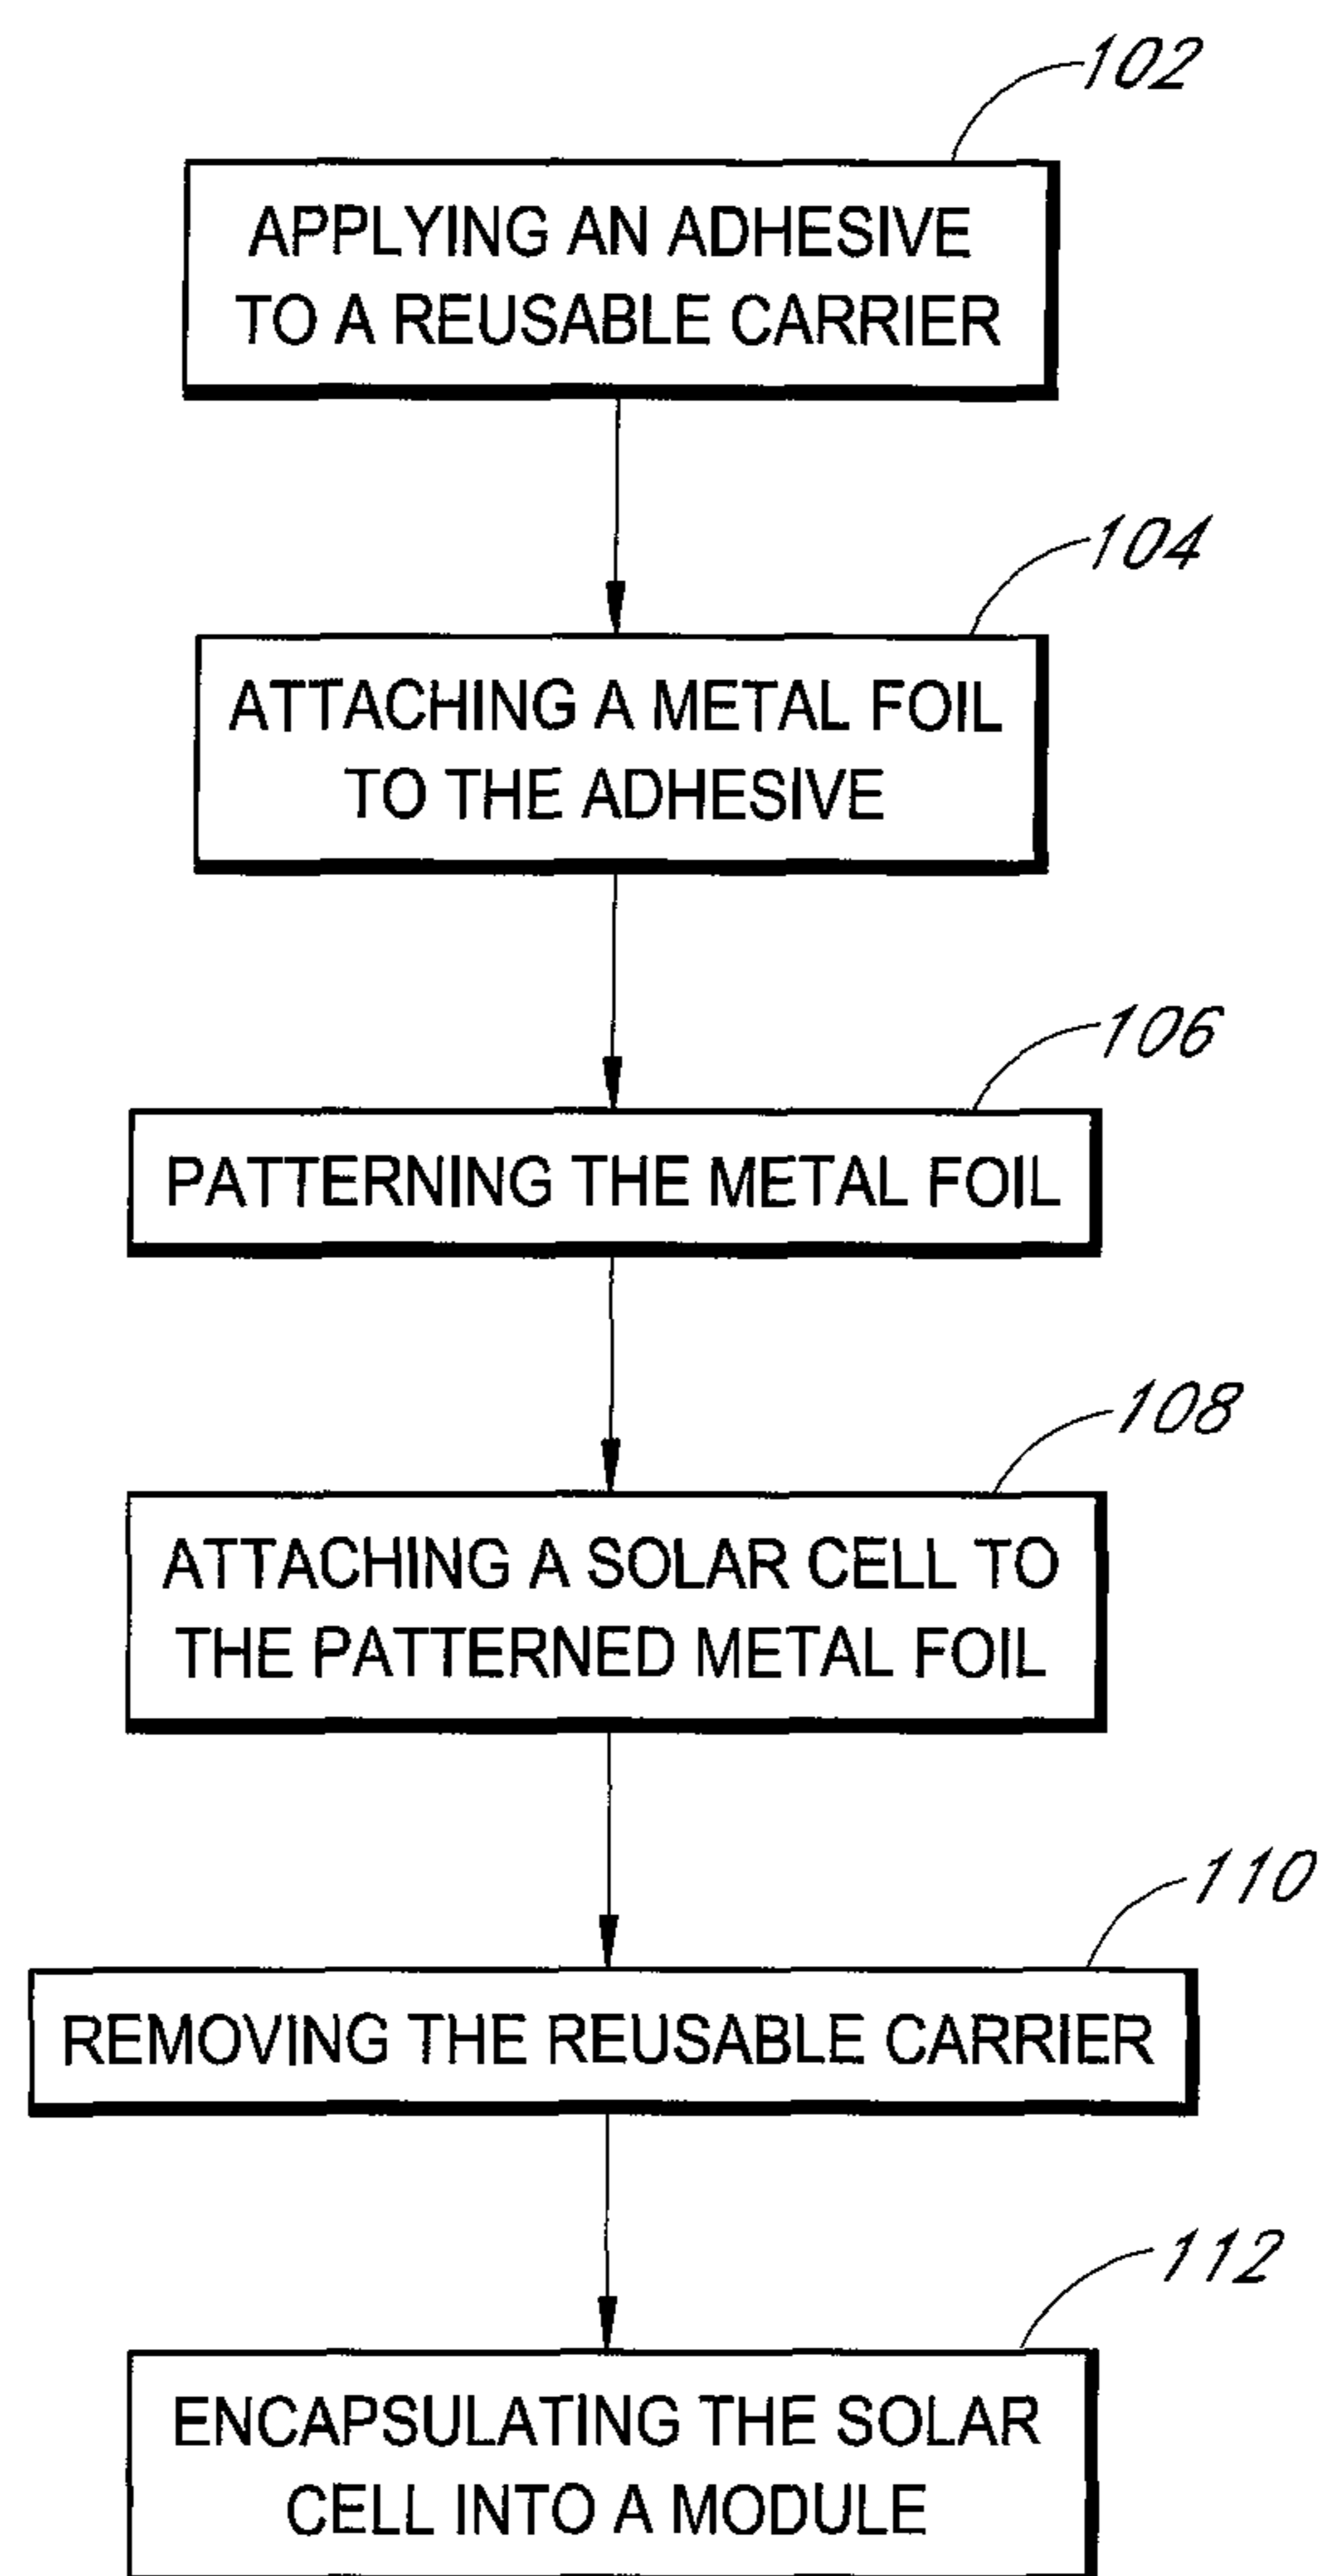 102
APPLYING AN ADHESIVE
TO A REUSABLE CARRIER
104
ATTACHING A METAL FOIL
TO THE ADHESIVE
106
PATTERNING THE METAL FOIL
108
ATTACHING A SOLAR CELL TO
THE PATTERNED METAL FOIL
110
REMOVING THE REUSABLE CARRIER
112
ENCAPSULATING THE SOLAR
CELL INTO A MODULE